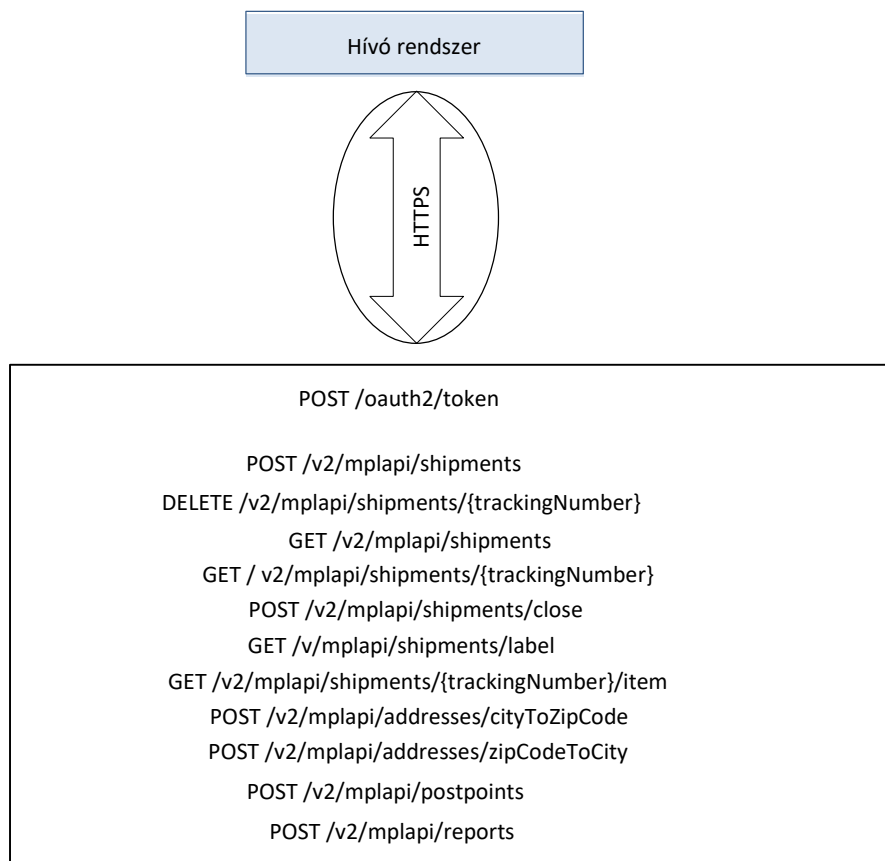 Hívó rendszer
HTTPS
POST /oauth2/token
POST /v2/mplapi/shipments
DELETE /v2/mplapi/shipments/{trackingNumber}
GET /v2/mplapi/shipments
GET / v2/mplapi/shipments/{trackingNumber}
POST /v2/mplapi/shipments/close
GET /v/mplapi/shipments/label
GET /v2/mplapi/shipments/{trackingNumber}/item
POST /v2/mplapi/addresses/cityToZipCode
POST /v2/mplapi/addresses/zipCodeToCity
POST /v2/mplapi/postpoints
POST /v2/mplapi/reports